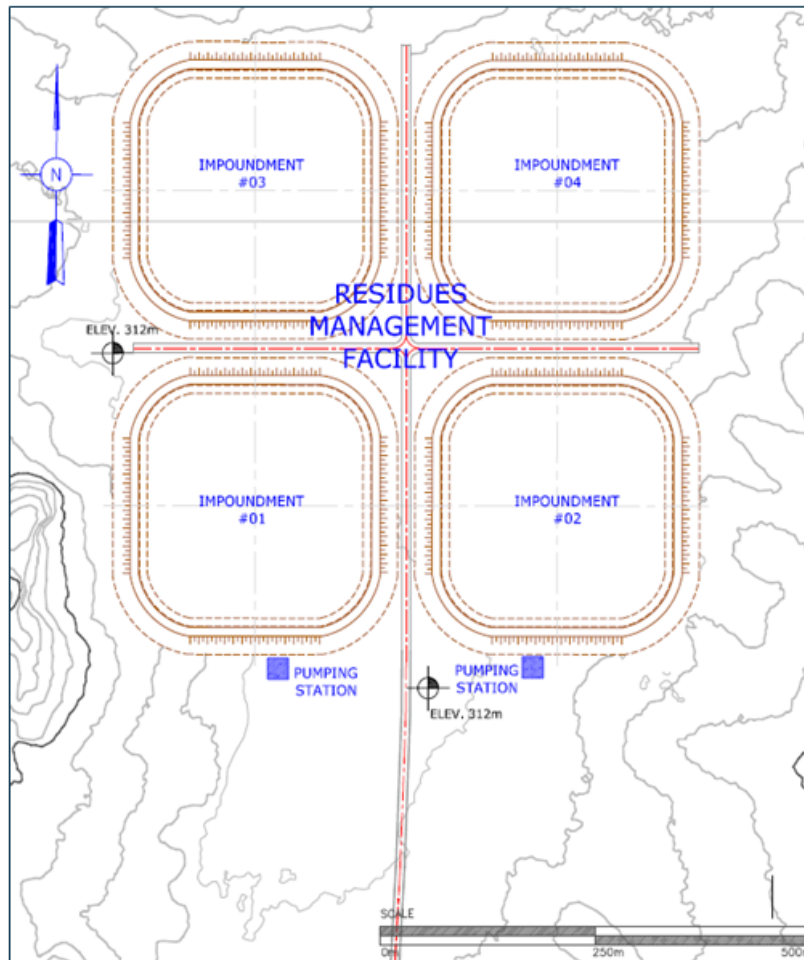 IMPOUNDMENT
#03
IMPOUNDMENT
#04
N
RESIDUES
MANAGEMENT
FACILITY
ELEV. 312m
IMPOUNDMENT
#01
IMPOUNDMENT
#02
PUMPING
STATION
PUMPING
STATION
ELEV. 312m
SCALE
0m 250m 500